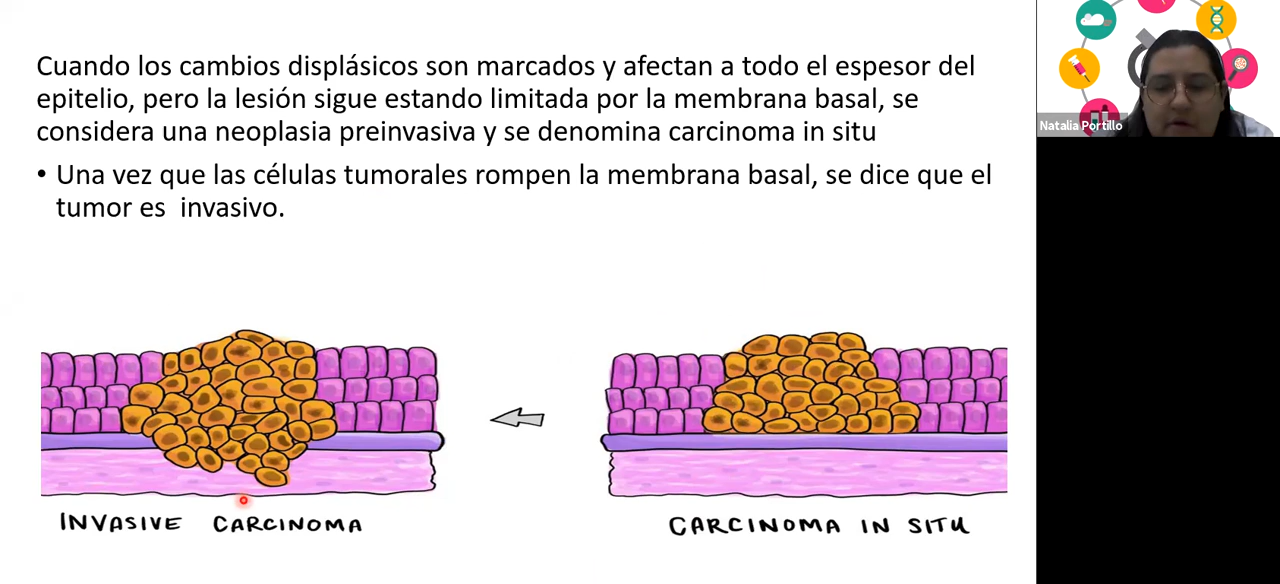 Cuando los cambios displásicos son marcados y afectan a todo el espesor del
epitelio, pero la lesión sigue estando limitada por la membrana basal, se
considera una neoplasia preinvasiva y se denomina carcinoma in situ
• Una vez que las células tumorales rompen la membrana basal, se dice que el
tumor es  invasivo.
INVASIVE CARCINOMA
CARCINOMA IN SITU
Natalia Portillo